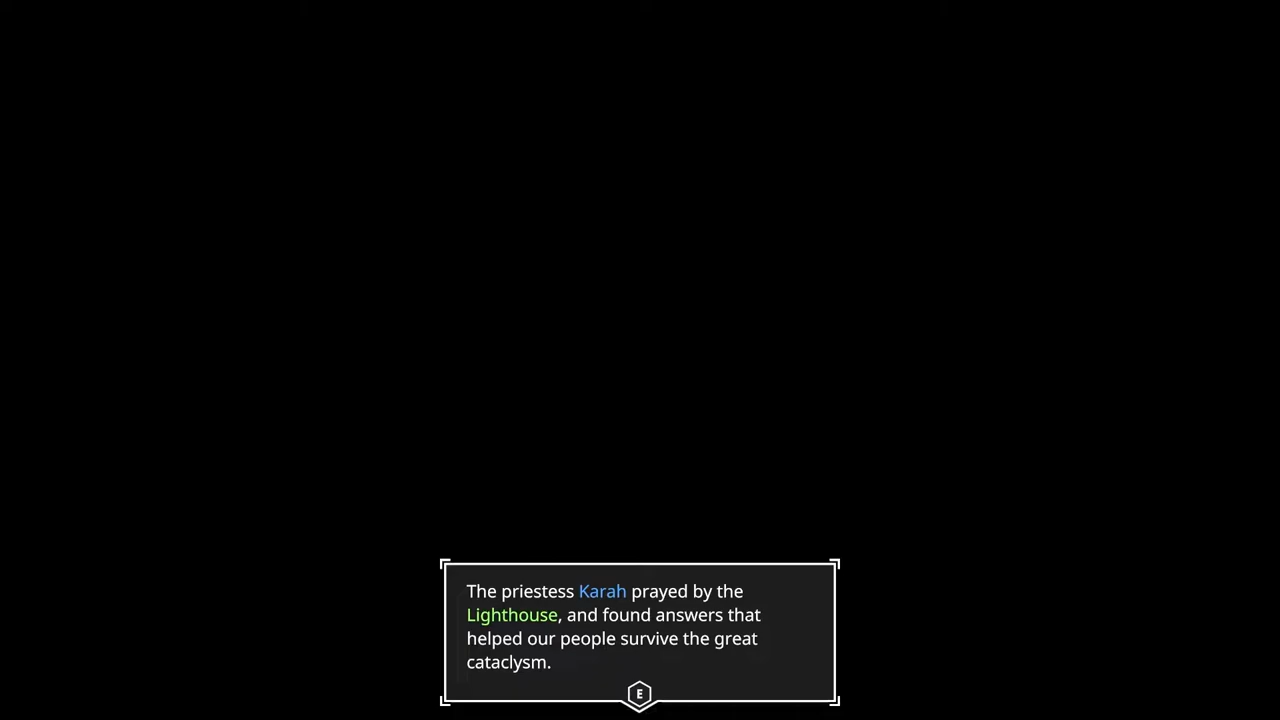 The priestess Karah prayed by the
Lighthouse, and found answers that
helped our people survive the great
cataclysm.
E